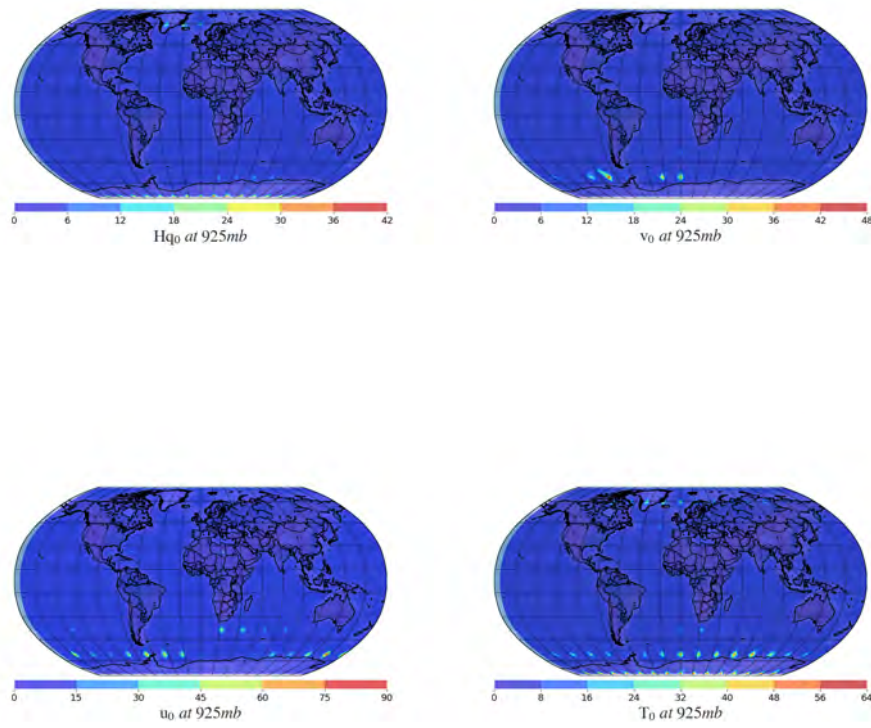 0 6 12 18 24 30 36 42
Hq₀ at 925mb
0 6 12 18 24 30 36 42 48
v₀ at 925mb
0 15 30 45 60 75 90
u₀ at 925mb
0 8 16 24 32 40 48 56 64
T₀ at 925mb